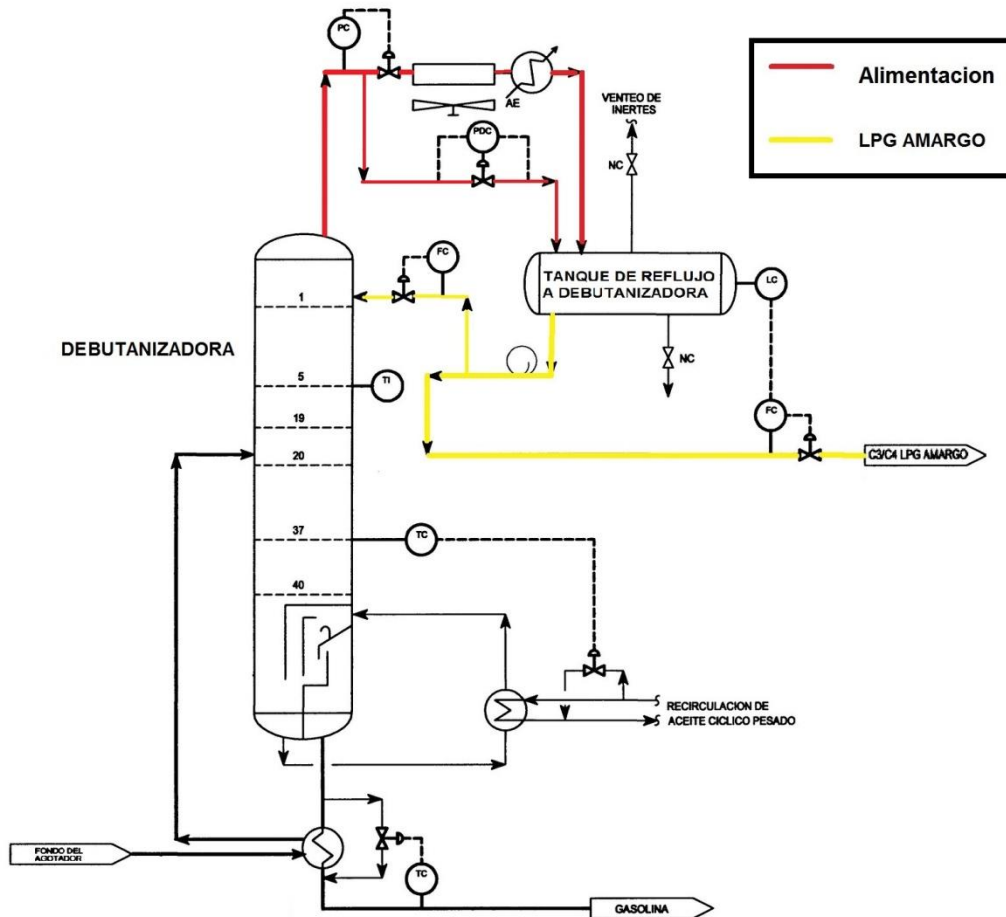 PC
Alimentacion
LPG AMARGO
AE
VENTEO DE
INERTES
NC
PDC
FC
TANQUE DE REFLUJO
A DEBUTANIZADORA
LC
1
DEBUTANIZADORA
NC
5
TI
19
FC
20
C3/C4 LPG AMARGO
37
TC
40
RECIRCULACION DE
ACEITE CICLICO PESADO
FONDO DEL
AGOTADOR
TC
GASOLINA